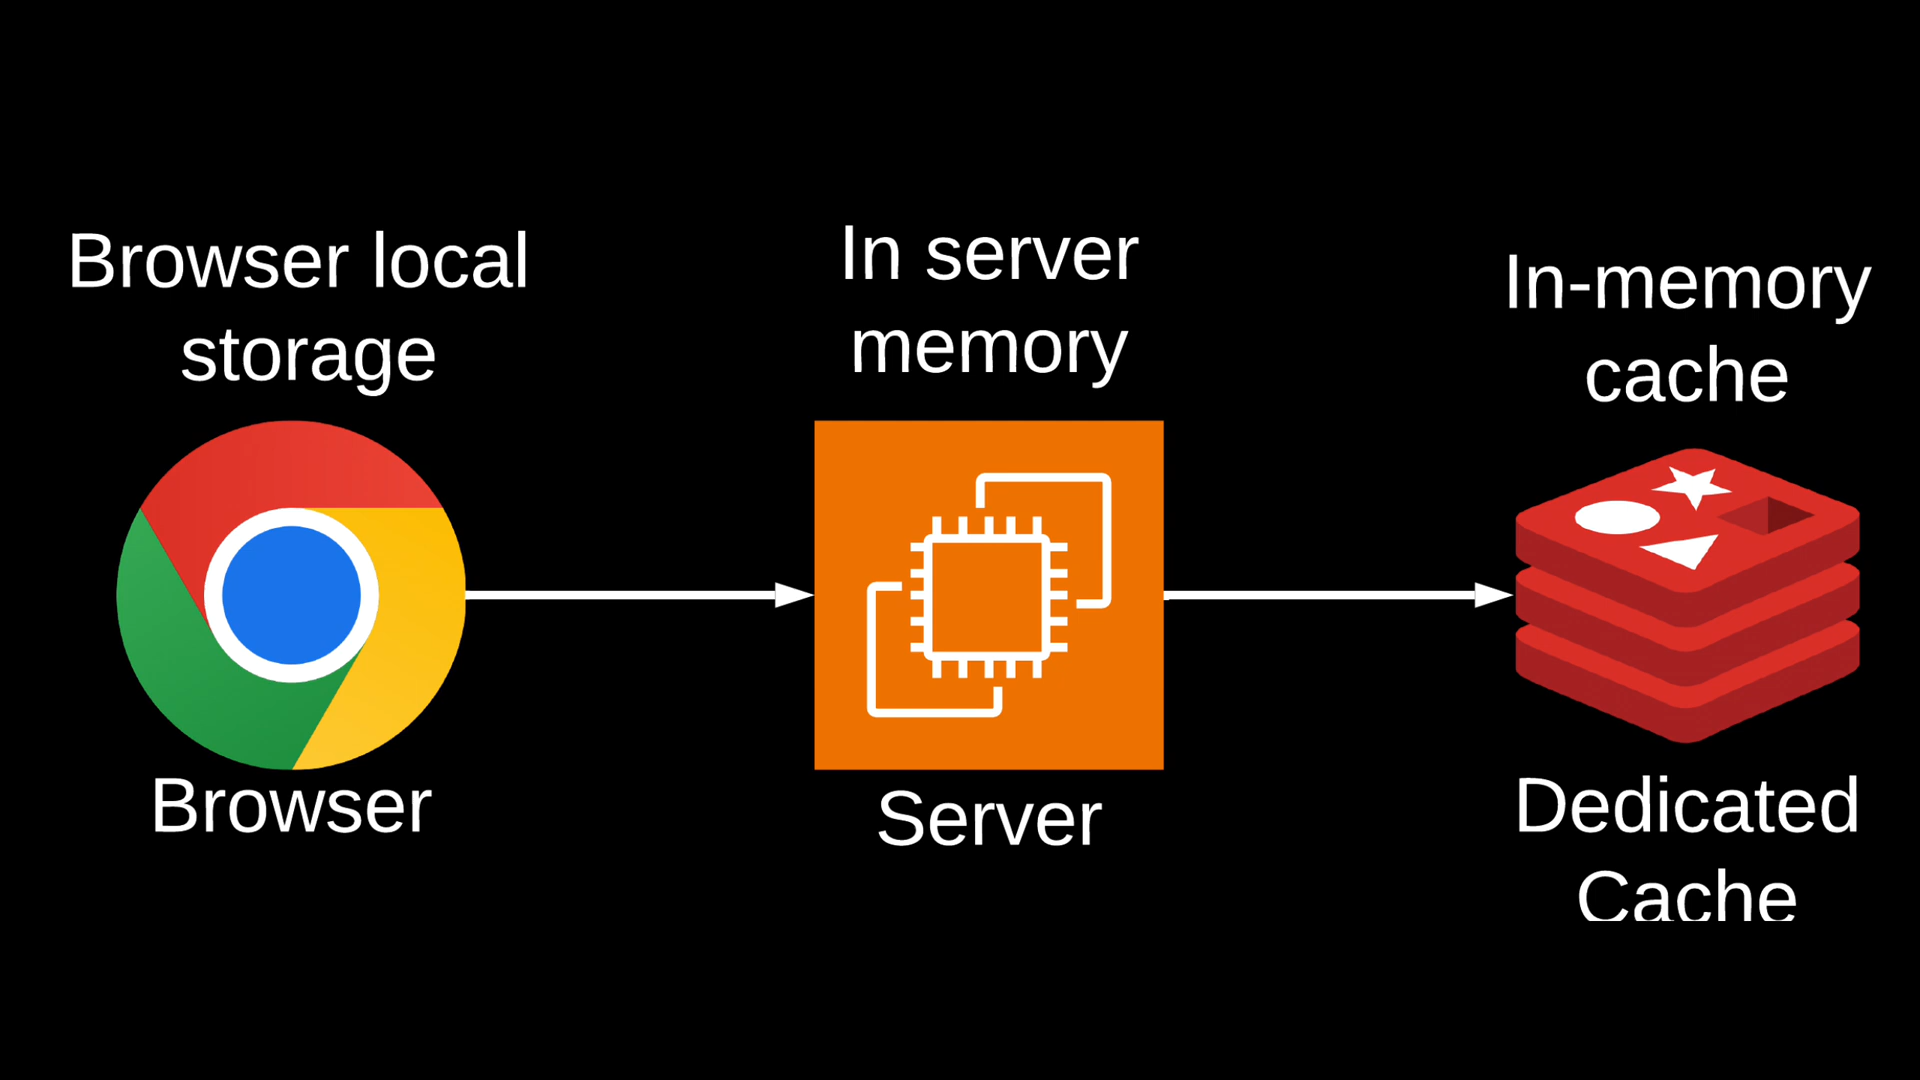 Browser local
storage
In server
memory
In-memory
cache
Browser
Server
Dedicated
Cache